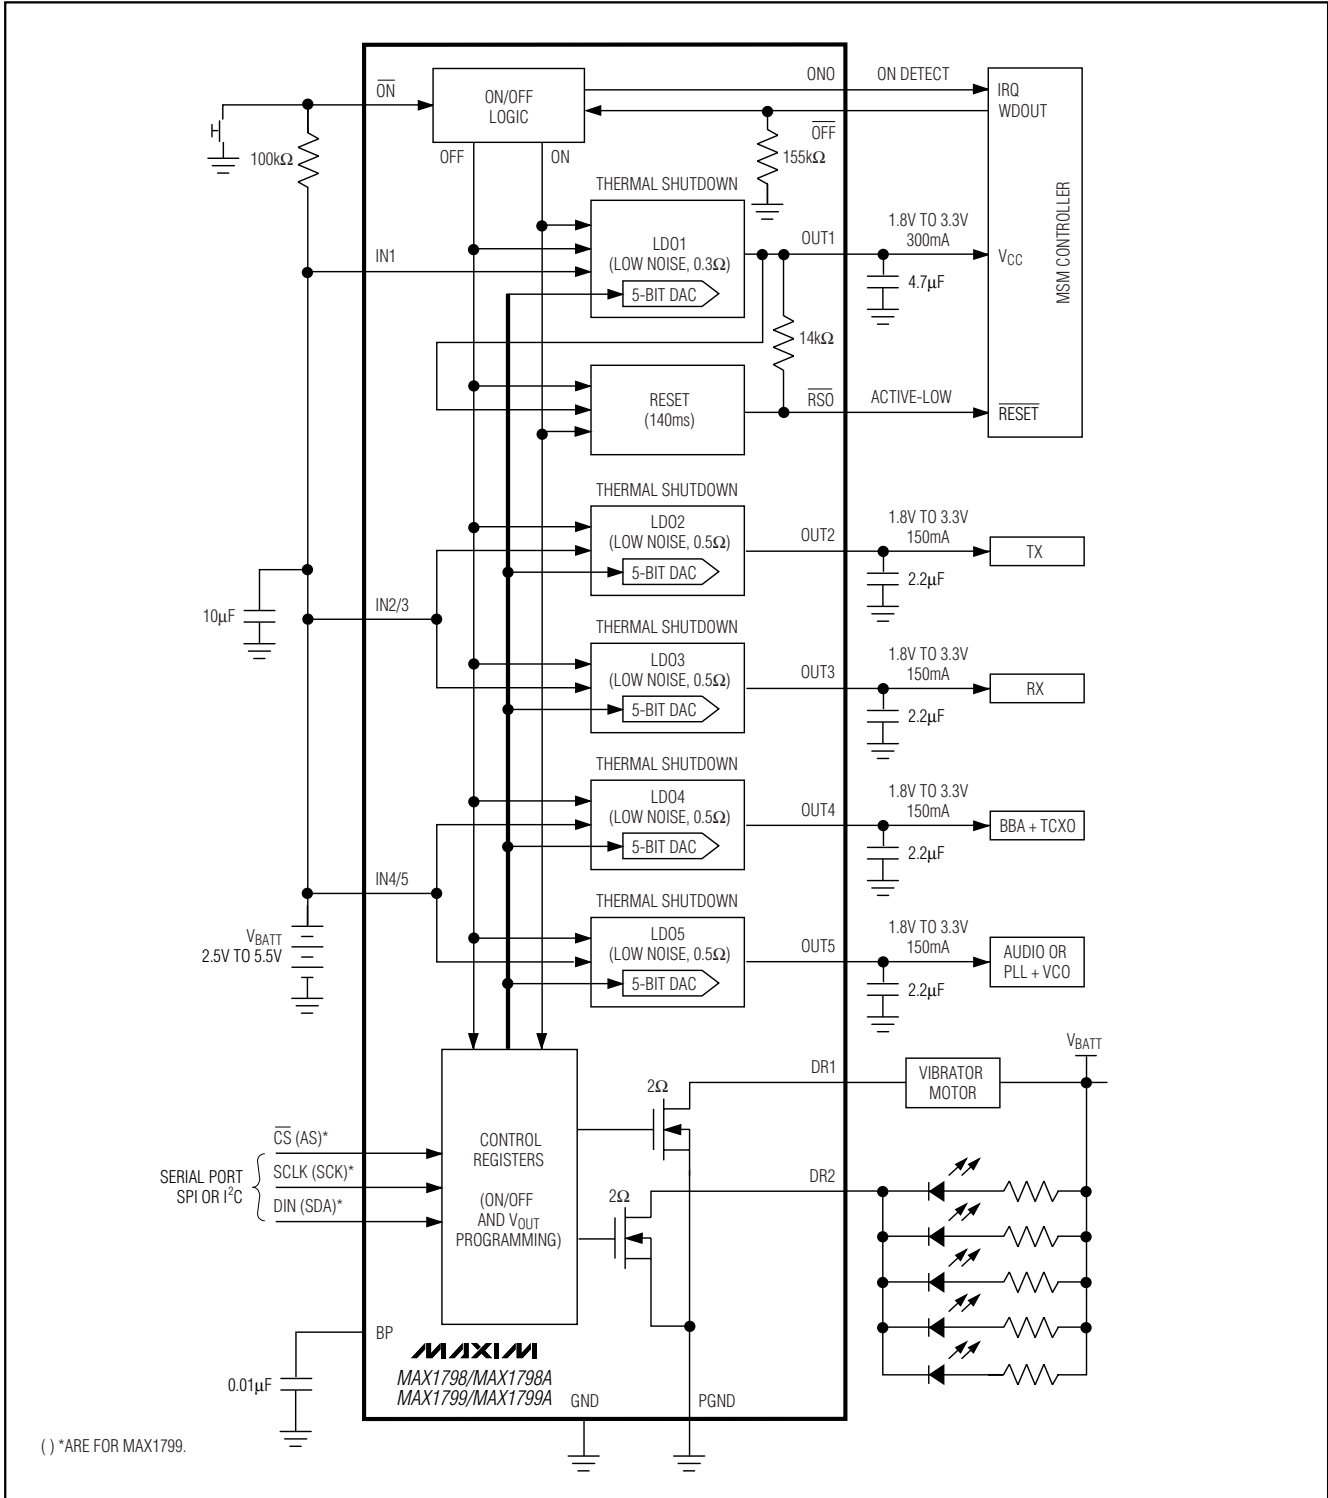 ON
ON/OFF
LOGIC
ONO
ON DETECT
IRQ
WDOUT
OFF
100kΩ
OFF
ON
155kΩ
MSM CONTROLLER
THERMAL SHUTDOWN
IN1
LDO1
(LOW NOISE, 0.3Ω)
5-BIT DAC
OUT1
1.8V TO 3.3V
300mA
VCC
4.7µF
14kΩ
RESET
(140ms)
RSO
ACTIVE-LOW
RESET
THERMAL SHUTDOWN
LDO2
(LOW NOISE, 0.5Ω)
5-BIT DAC
OUT2
1.8V TO 3.3V
150mA
TX
2.2µF
10µF
IN2/3
THERMAL SHUTDOWN
LDO3
(LOW NOISE, 0.5Ω)
5-BIT DAC
OUT3
1.8V TO 3.3V
150mA
RX
2.2µF
THERMAL SHUTDOWN
LDO4
(LOW NOISE, 0.5Ω)
5-BIT DAC
OUT4
1.8V TO 3.3V
150mA
BBA + TCXO
2.2µF
IN4/5
THERMAL SHUTDOWN
LDO5
(LOW NOISE, 0.5Ω)
5-BIT DAC
OUT5
1.8V TO 3.3V
150mA
AUDIO OR
PLL + VCO
2.2µF
VBATT
2.5V TO 5.5V
VBATT
DR1
VIBRATOR
MOTOR
2Ω
CONTROL
REGISTERS
(ON/OFF
AND VOUT
PROGRAMMING)
CS (AS)*
SERIAL PORT
SPI OR I²C
SCLK (SCK)*
DIN (SDA)*
DR2
2Ω
BP
0.01µF
MAXIM
MAX1798/MAX1798A
MAX1799/MAX1799A
GND
PGND
( ) *ARE FOR MAX1799.